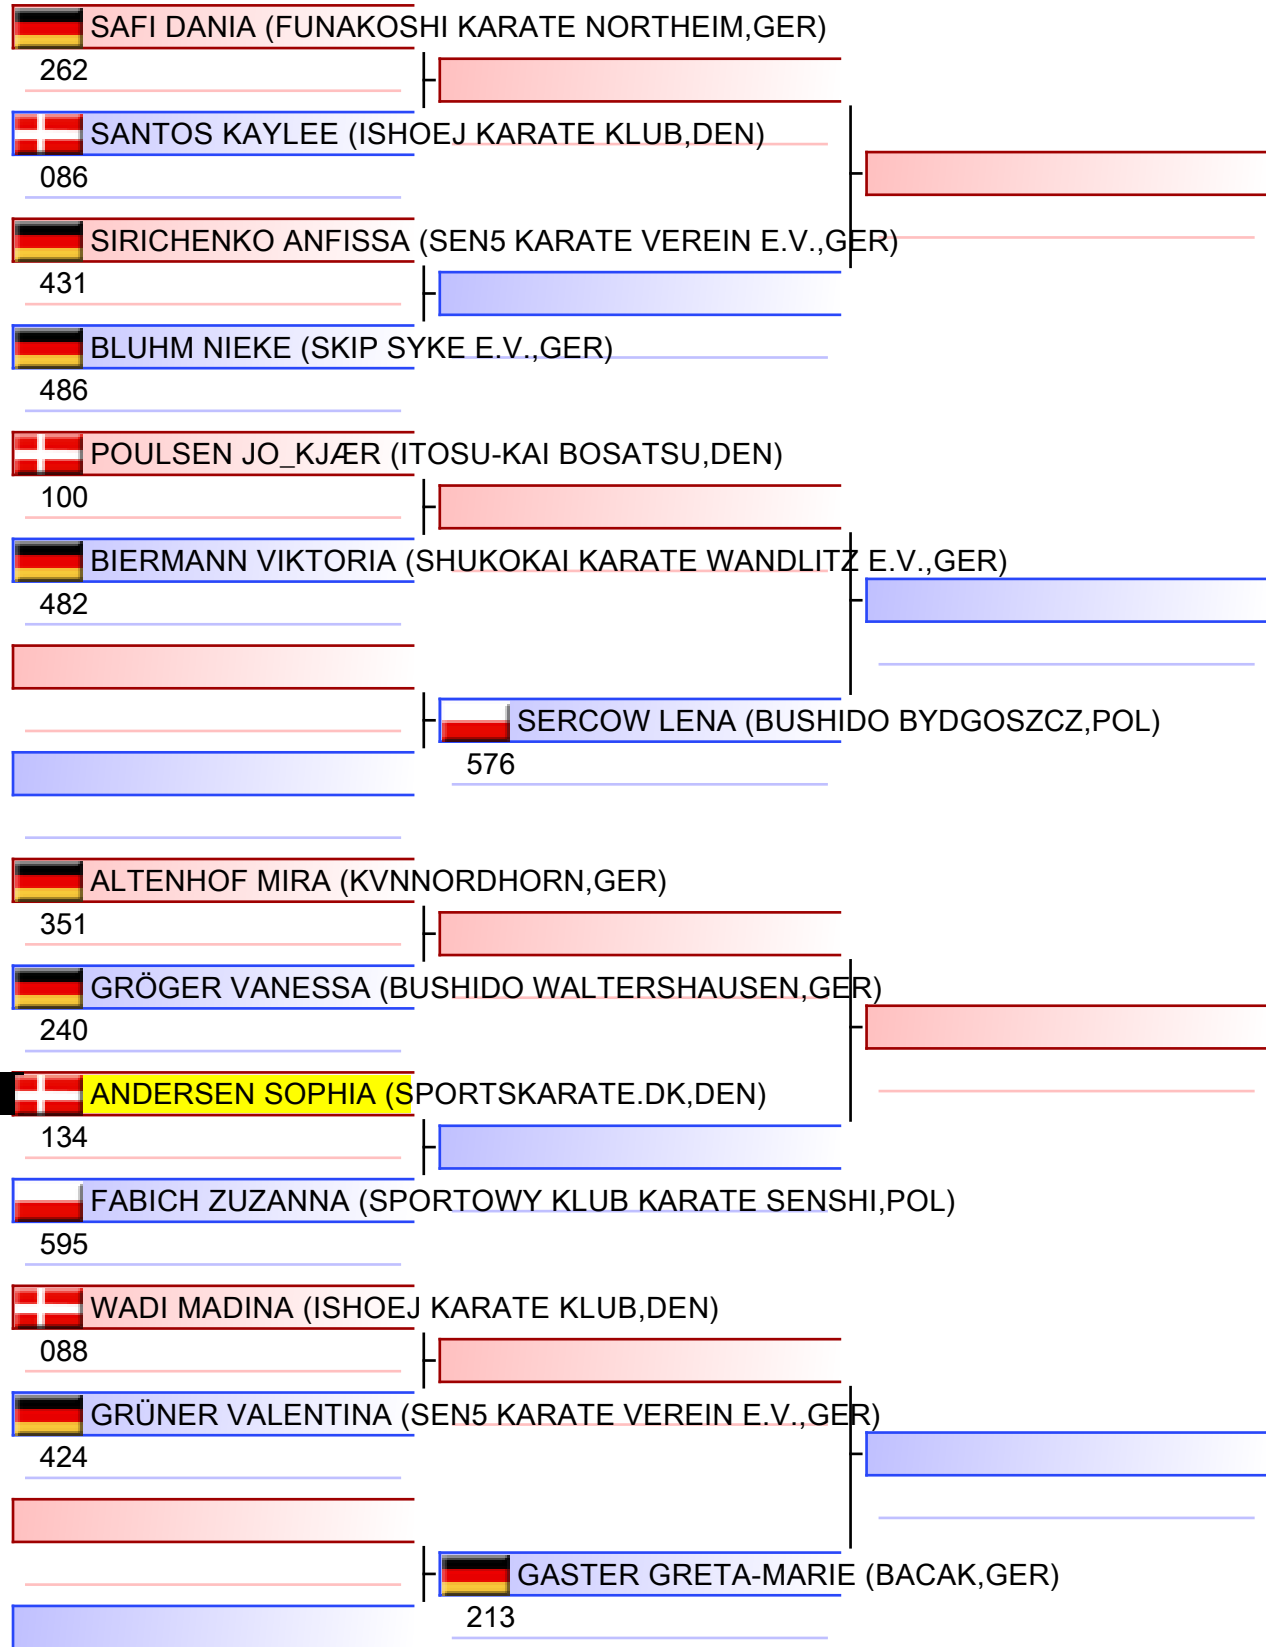 SAFI DANIA (FUNAKOSHI KARATE NORTHEIM,GER)
262
SANTOS KAYLEE (ISHOEJ KARATE KLUB,DEN)
086
SIRICHENKO ANFISSA (SEN5 KARATE VEREIN E.V.,GER)
431
BLUHM NIEKE (SKIP SYKE E.V.,GER)
486
POULSEN JO_KJÆR (ITOSU-KAI BOSATSU,DEN)
100
BIERMANN VIKTORIA (SHUKOKAI KARATE WANDLITZ E.V.,GER)
482
SERCOW LENA (BUSHIDO BYDGOSZCZ,POL)
576
ALTENHOF MIRA (KVNNORDHORN,GER)
351
GRÖGER VANESSA (BUSHIDO WALTERSHAUSEN,GER)
240
ANDERSEN SOPHIA (SPORTSKARATE.DK,DEN)
134
FABICH ZUZANNA (SPORTOWY KLUB KARATE SENSHI,POL)
595
WADI MADINA (ISHOEJ KARATE KLUB,DEN)
088
GRÜNER VALENTINA (SEN5 KARATE VEREIN E.V.,GER)
424
GASTER GRETA-MARIE (BACAK,GER)
213